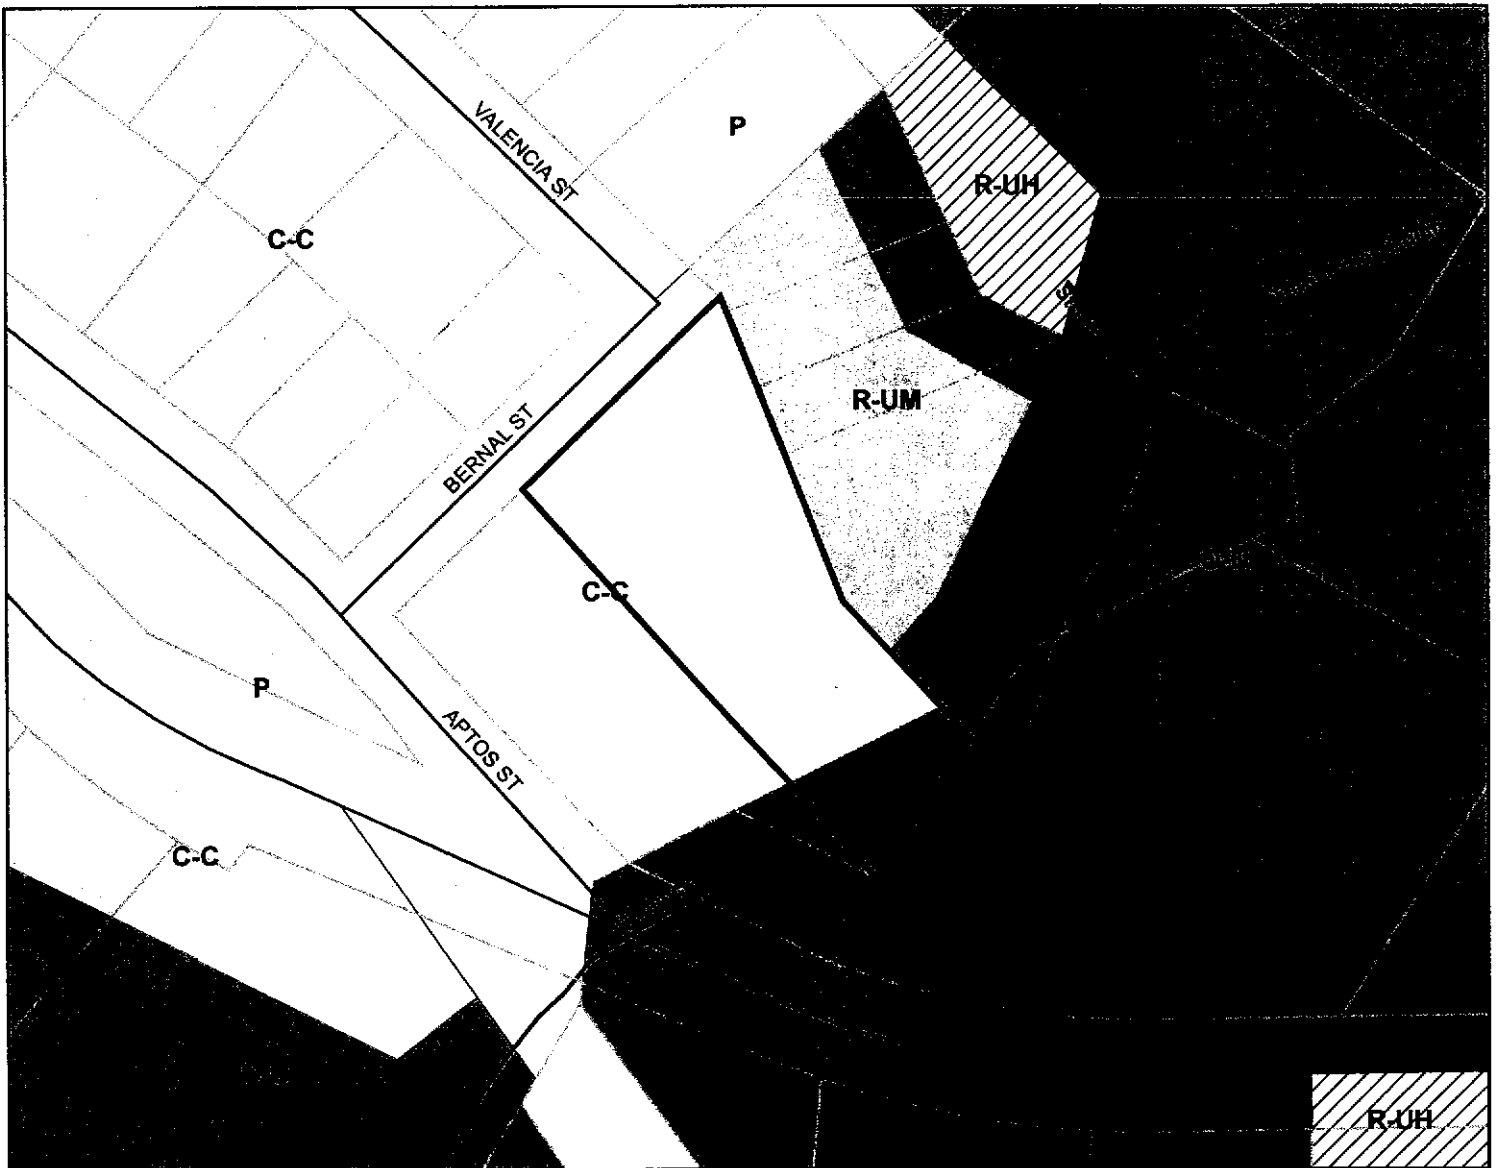 P
VALENCIA ST
R-UH
C-C
R-UM
BERNAL ST
C-C
P
APTOS ST
C-C
R-UH